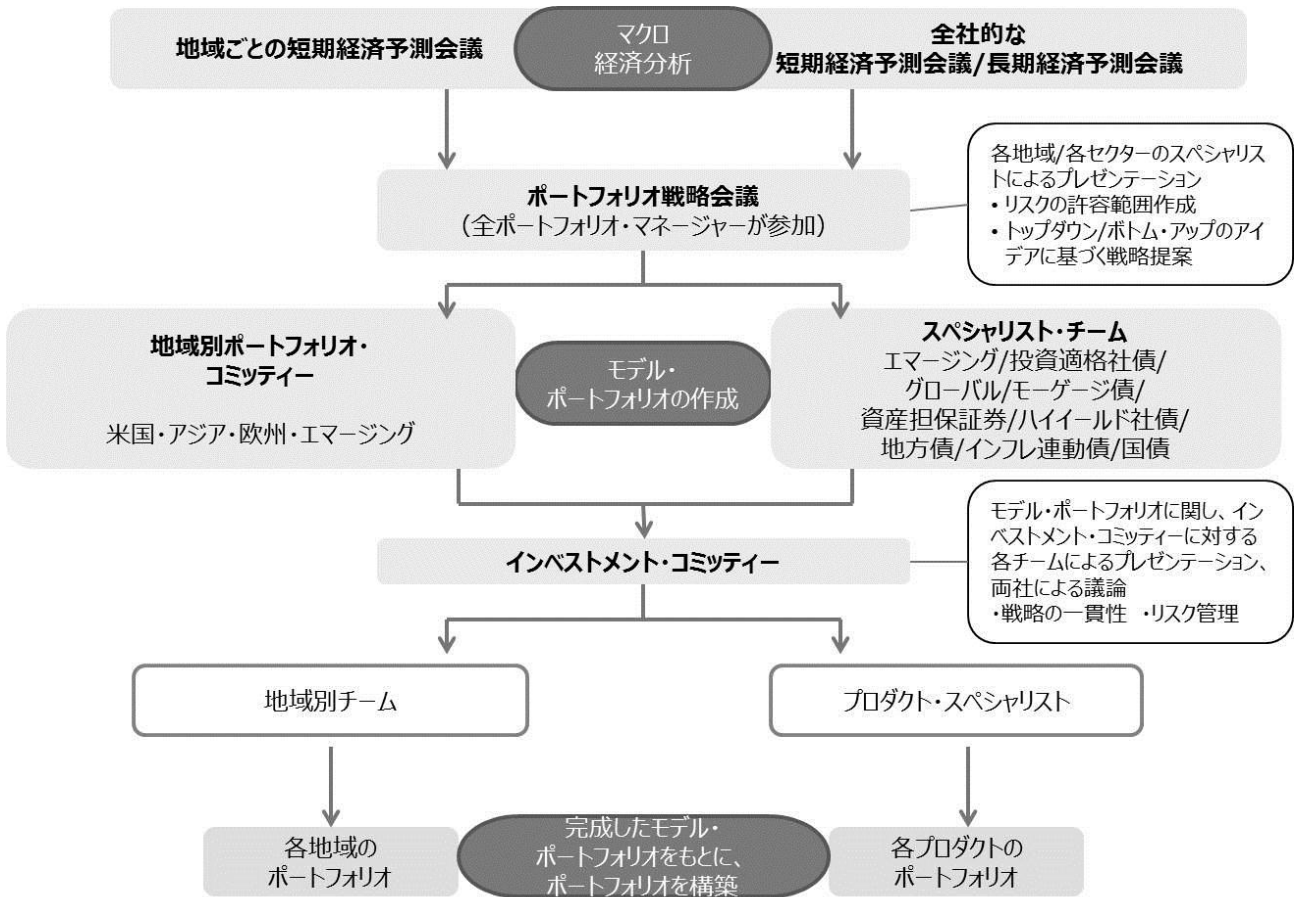 地域ごとの短期経済予測会議
マクロ
経済分析
全社的な
短期経済予測会議/長期経済予測会議
各地域/各セクターのスペシャリス
トによるプレゼンテーション
• リスクの許容範囲作成
• トップダウン/ボトム・アップのアイ
デアに基づく戦略提案
ポートフォリオ戦略会議
（全ポートフォリオ・マネージャーが参加）
地域別ポートフォリオ・
コミッティー
米国・アジア・欧州・エマージング
モデル・
ポートフォリオの作成
スペシャリスト・チーム
エマージング/投資適格社債/
グローバル/モーゲージ債/
資産担保証券/ハイイールド社債/
地方債/インフレ連動債/国債
モデル・ポートフォリオに関し、イン
ベストメント・コミッティーに対する
各チームによるプレゼンテーション、
両社による議論
・戦略の一貫性 ・リスク管理
インベストメント・コミッティー
地域別チーム
プロダクト・スペシャリスト
各地域の
ポートフォリオ
完成したモデル・
ポートフォリオをもとに、
ポートフォリオを構築
各プロダクトの
ポートフォリオ